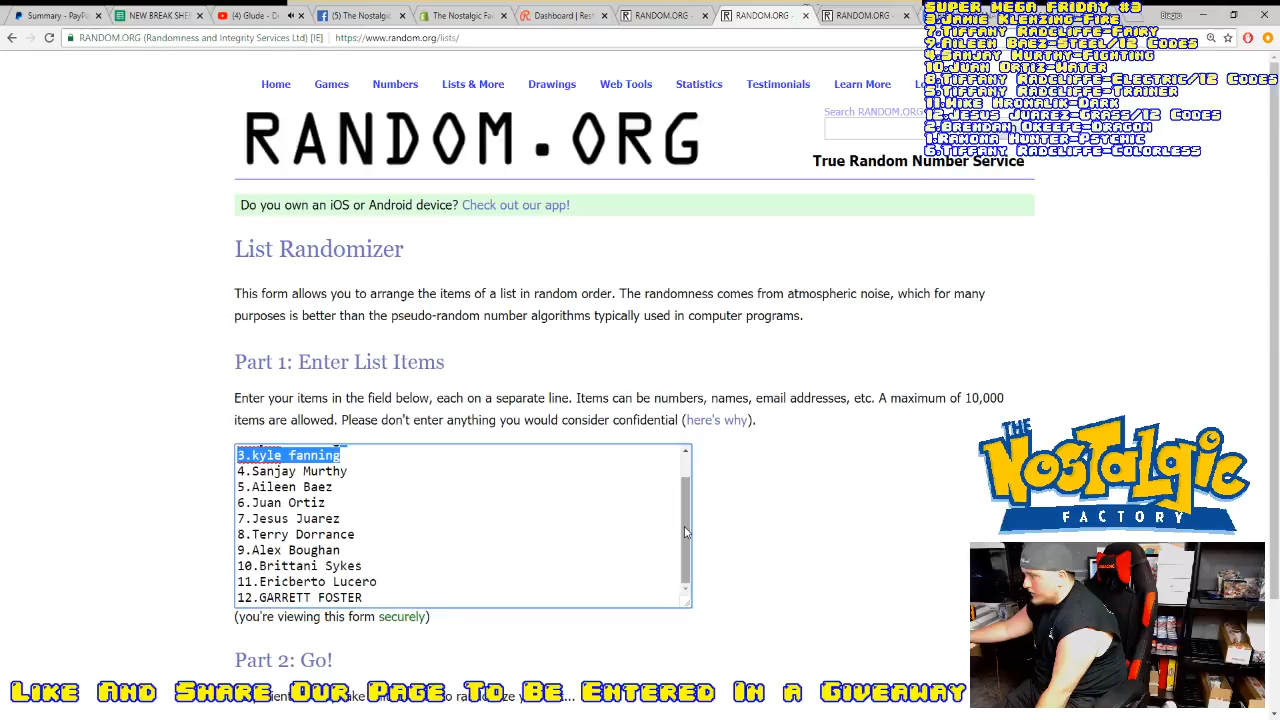 Summary - PayP
NEW BREAK SHE
Glude - D
(5) The Nostalgic
The Nostalgic Fac
Dashboard | Rest
RANDOM.ORG -
RANDOM.ORG -
RANDOM.ORG
Diego
RANDOM.ORG (Randomness and Integrity Services Ltd) [IE]
https://www.random.org/lists/
Super Mega Friday #3
3.Jamie Klenzing-Fire
7.Tiffany Radcliffe-Fairy
9.Aileen Baez-Steel/12 Codes
4.Sanjay Murthy-Fighting
10.Juan Ortiz-Water
8.Tiffany Radcliffe-Electric/12 Codes
5.Tiffany Radcliffe-Trainer
11.Mike Hromalik-Dark
12.Jesus Juarez-Grass/12 Codes
2.Brendan OKeefe-Dragon
1.Ramona Hunter-Psychic
6.Tiffany Radcliffe-Colorless
Home Games Numbers Lists & More Drawings Web Tools Statistics Testimonials Learn More Lo
RANDOM.ORG
Search RANDOM.ORG
True Random Number Service
Do you own an iOS or Android device? Check out our app!
List Randomizer
This form allows you to arrange the items of a list in random order. The randomness comes from atmospheric noise, which for many
purposes is better than the pseudo-random number algorithms typically used in computer programs.
Part 1: Enter List Items
Enter your items in the field below, each on a separate line. Items can be numbers, names, email addresses, etc. A maximum of 10,000
items are allowed. Please don't enter anything you would consider confidential (here's why).
3.kyle fanning
4.Sanjay Murthy
5.Aileen Baez
6.Juan Ortiz
7.Jesus Juarez
8.Terry Dorrance
9.Alex Boughan
10.Brittani Sykes
11.Ericberto Lucero
12.GARRETT FOSTER
(you're viewing this form securely)
Part 2: Go!
THE
NOSTALGIC
FACTORY
Like And Share Our Page To Be Entered In a Giveaway